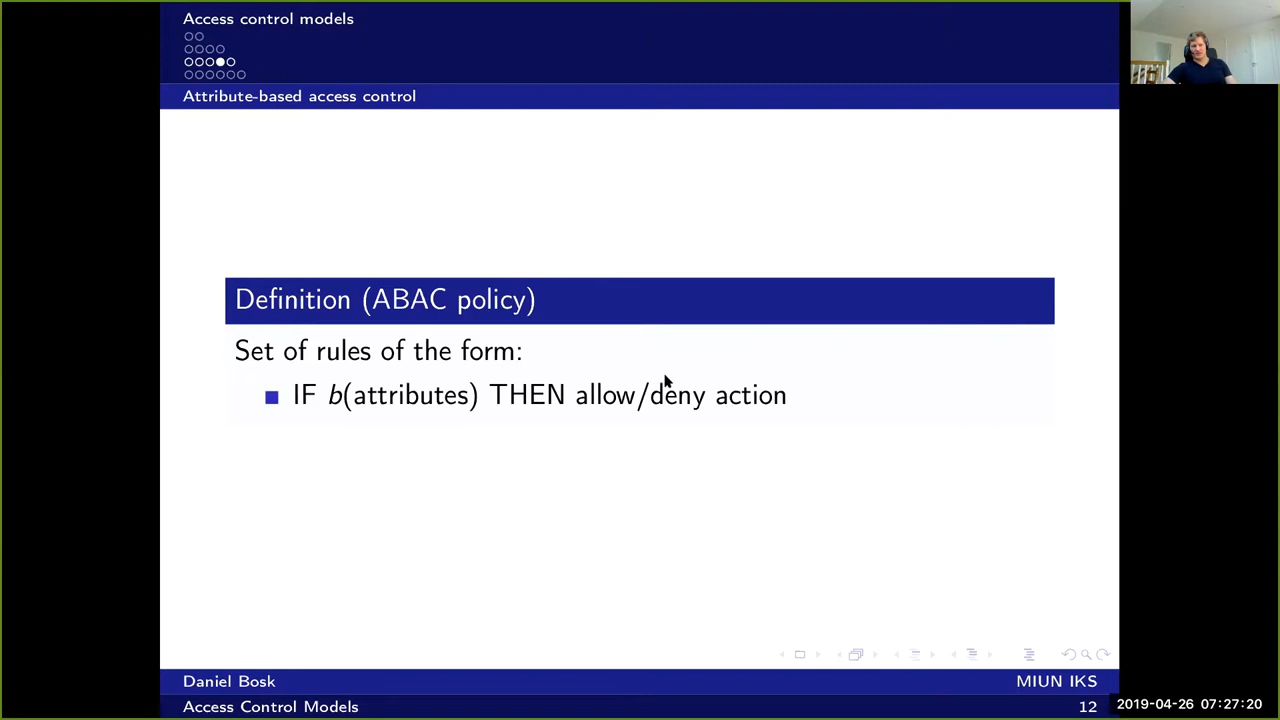 Access control models
Attribute-based access control
Definition (ABAC policy)
Set of rules of the form:
IF b(attributes) THEN allow/deny action
Daniel Bosk
MIUN IKS
Access Control Models
12
2019-04-26 07:27:20